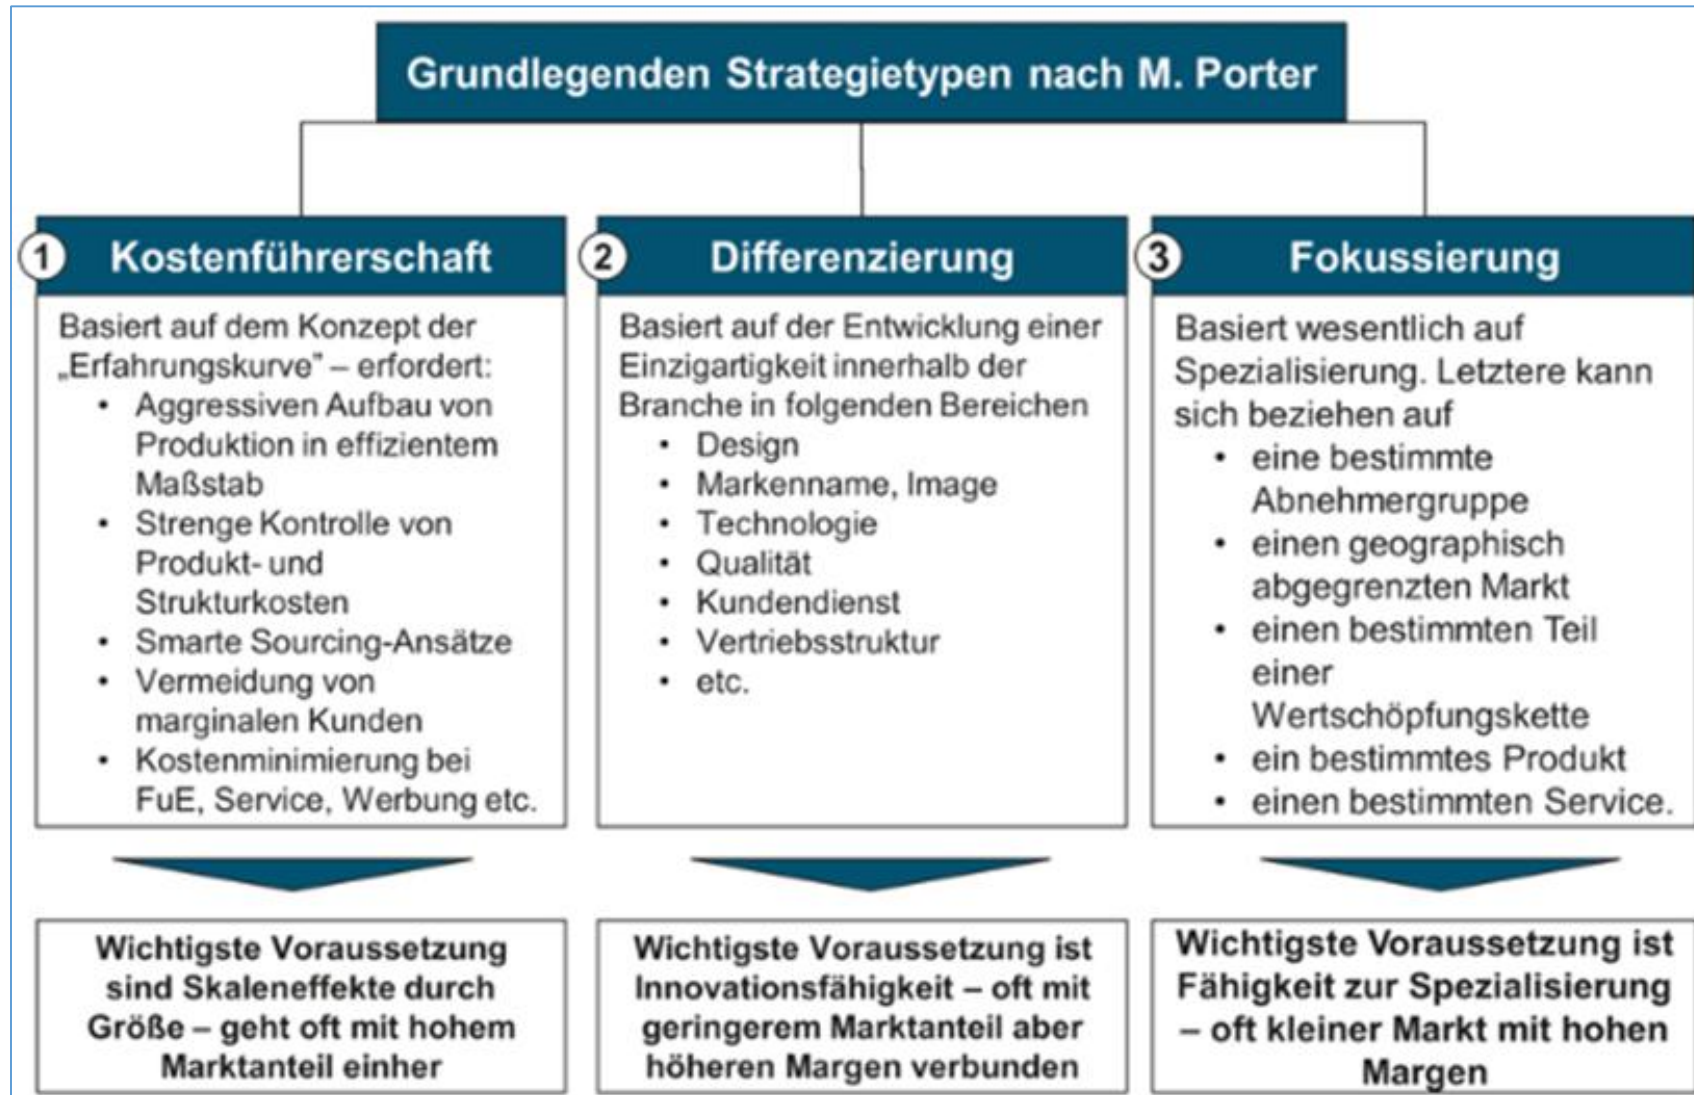 Grundlegenden Strategietypen nach M. Porter
1 Kostenführerschaft
Basiert auf dem Konzept der
„Erfahrungskurve" – erfordert:
• Aggressiven Aufbau von
Produktion in effizientem
Maßstab
• Strenge Kontrolle von
Produkt- und
Strukturkosten
• Smarte Sourcing-Ansätze
• Vermeidung von
marginalen Kunden
• Kostenminimierung bei
FuE, Service, Werbung etc.
Wichtigste Voraussetzung
sind Skaleneffekte durch
Größe – geht oft mit hohem
Marktanteil einher
2 Differenzierung
Basiert auf der Entwicklung einer
Einzigartigkeit innerhalb der
Branche in folgenden Bereichen
• Design
• Markenname, Image
• Technologie
• Qualität
• Kundendienst
• Vertriebsstruktur
• etc.
Wichtigste Voraussetzung ist
Innovationsfähigkeit – oft mit
geringerem Marktanteil aber
höheren Margen verbunden
3 Fokussierung
Basiert wesentlich auf
Spezialisierung. Letztere kann
sich beziehen auf
• eine bestimmte
Abnehmergruppe
• einen geographisch
abgegrenzten Markt
• einen bestimmten Teil
einer
Wertschöpfungskette
• ein bestimmtes Produkt
• einen bestimmten Service.
Wichtigste Voraussetzung ist
Fähigkeit zur Spezialisierung
– oft kleiner Markt mit hohen
Margen